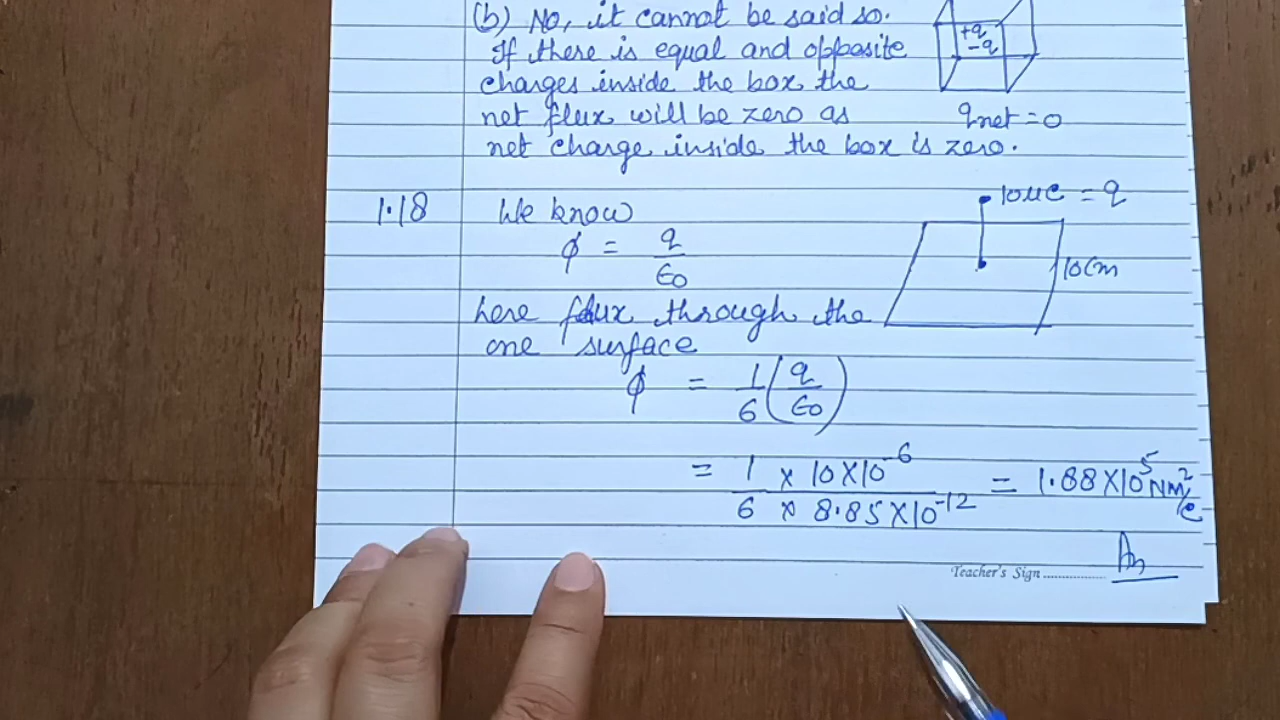 (b) No, it cannot be said so.
If there is equal and opposite
charges inside the box the
net flux will be zero as
net charge inside the box is zero.
+q
-q
qnet = 0
1.18 We know
ϕ = q/ϵ0
10μC = q
10cm
here flux through the
one surface
ϕ = 1/6 (q/ϵ0)
= 1 × 10×10^-6 / 6 × 8.85×10^-12 = 1.88×10^5 NM^2/C
An
Teacher's Sign